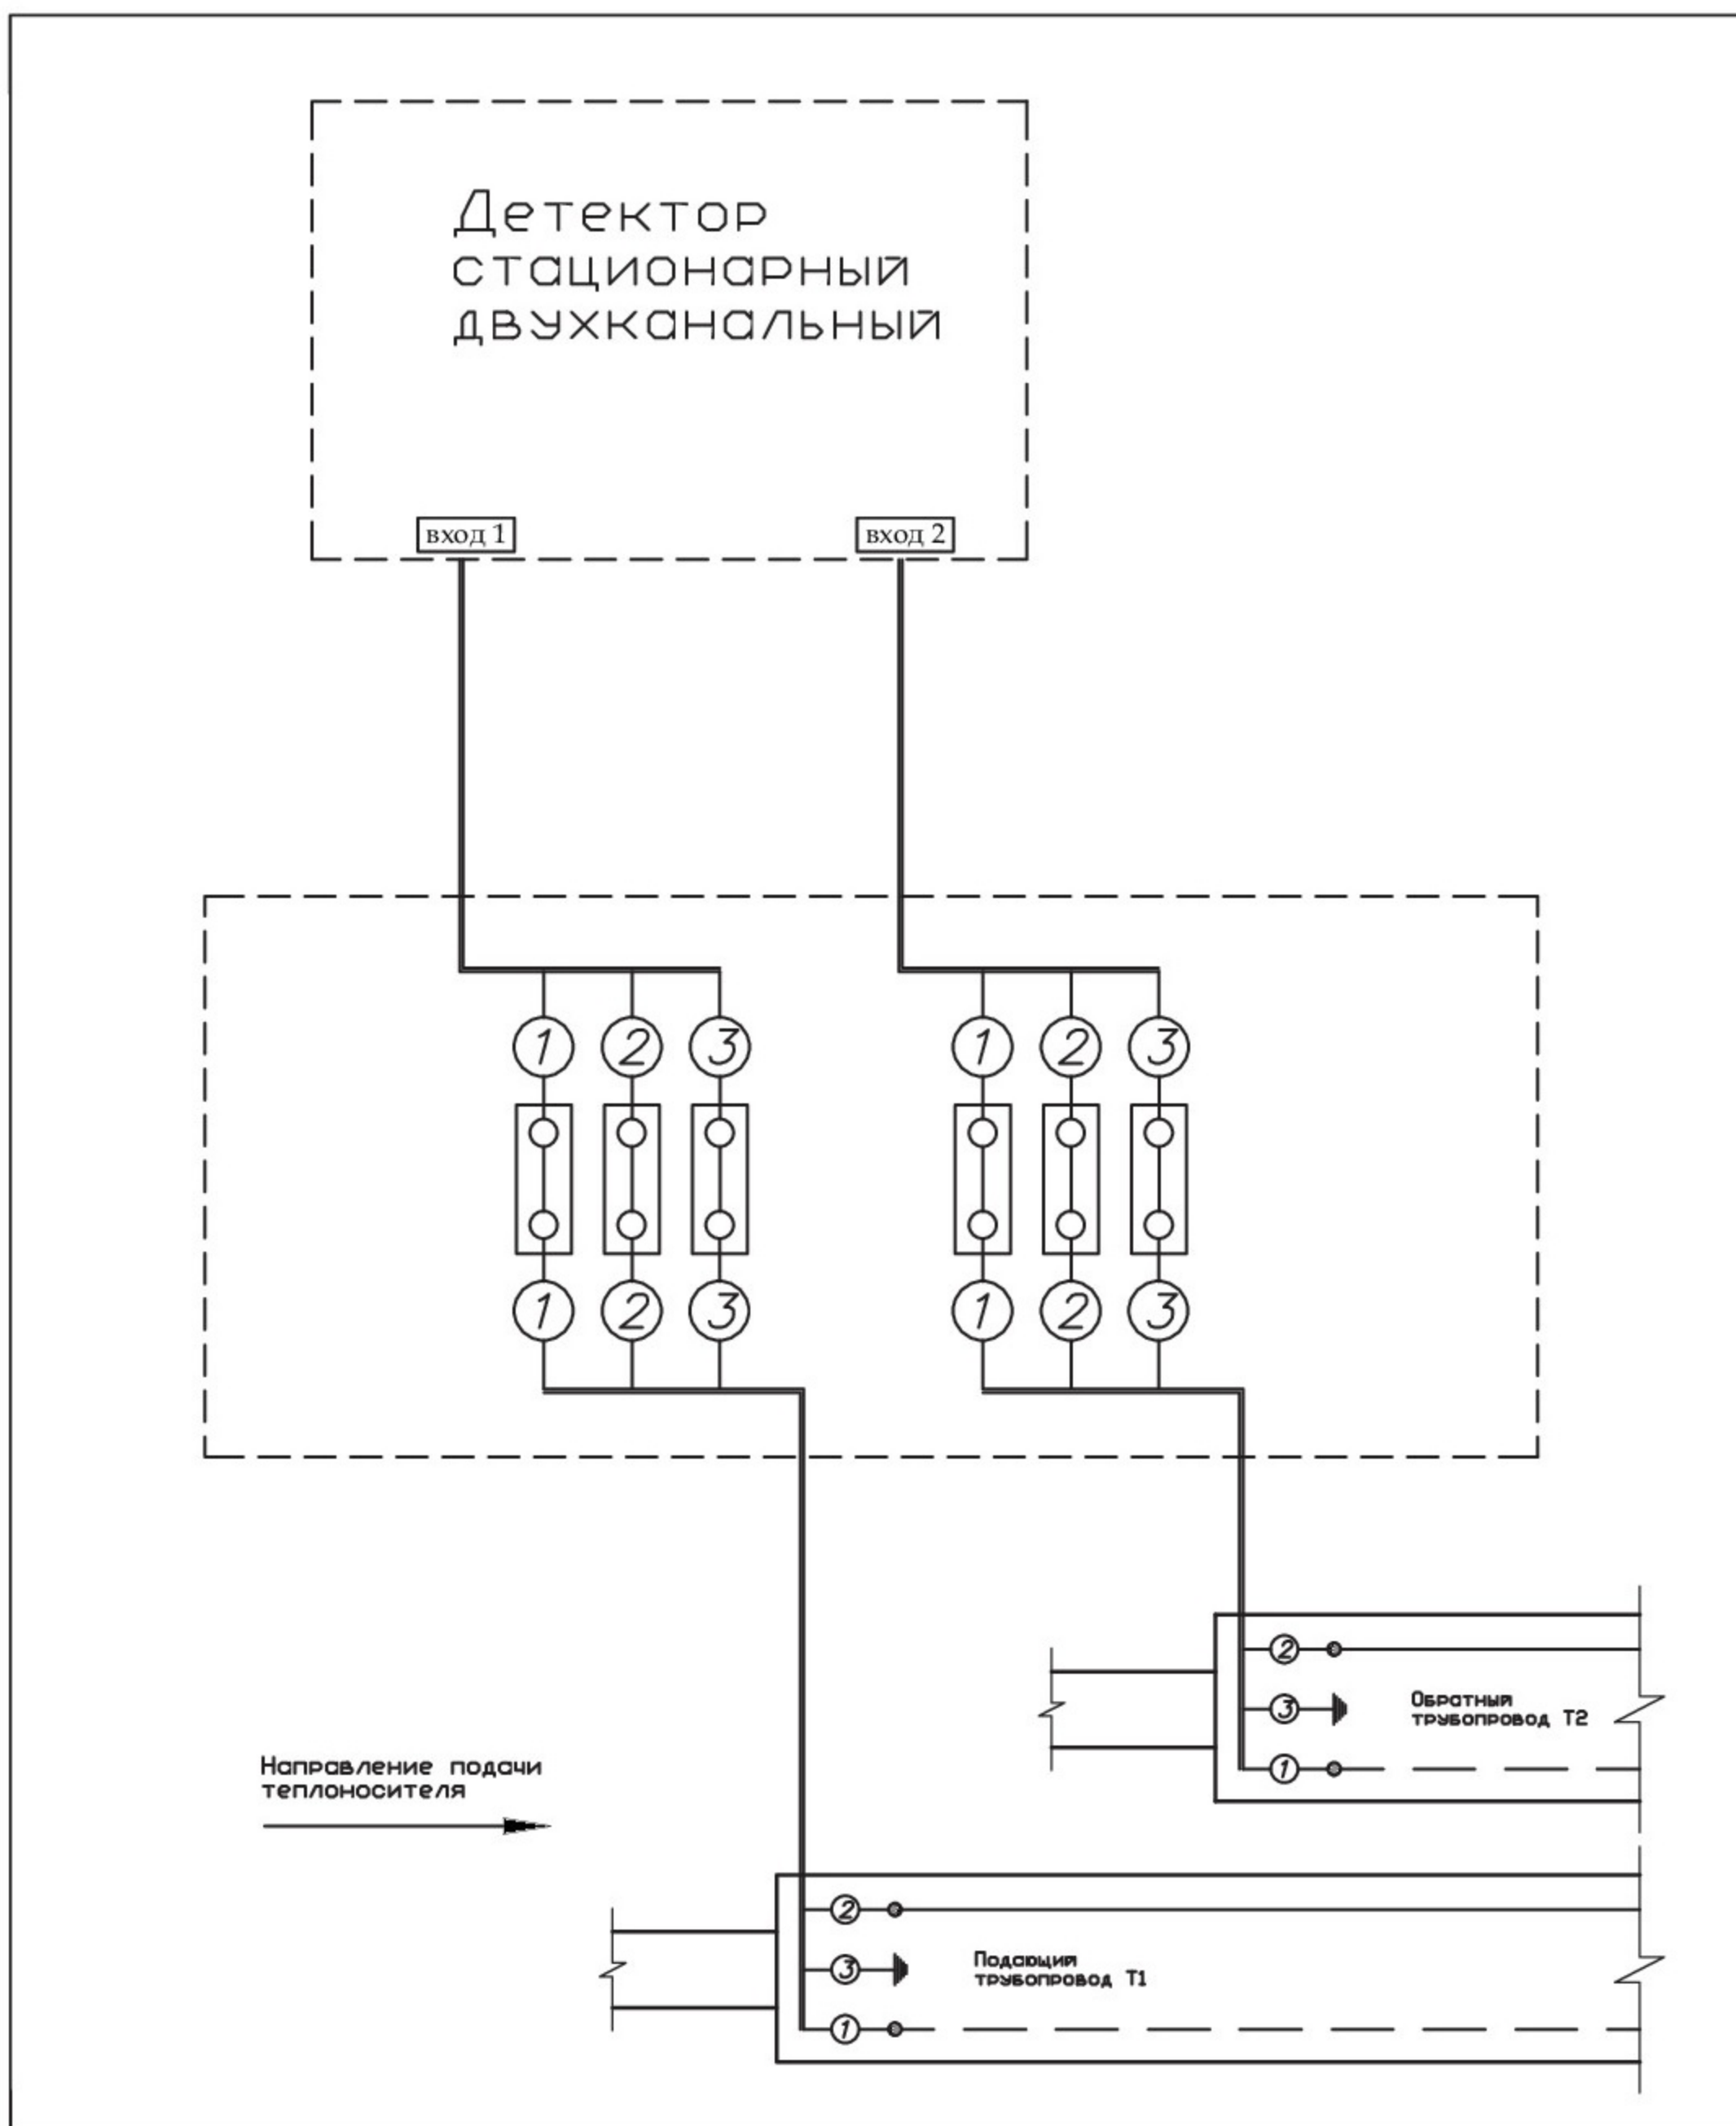 Детектор
стационарный
двухканальный
вход 1
вход 2
1 2 3
1 2 3
1 2 3
1 2 3
2
3
Обратный
трубопровод Т2
1
Направление подачи
теплоносителя
2
3
Подающий
трубопровод Т1
1